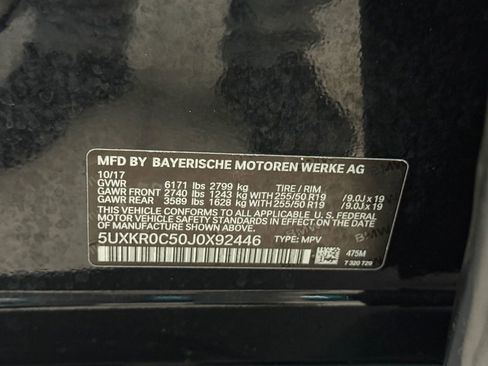 MFD BY BAYERISCHE MOTOREN WERKE AG
10/17
GVWR 6171 lbs 2799 kg TIRE / RIM
GAWR FRONT 2740 lbs 1243 kg WITH 255/50 R19 /9.0J x 19
GAWR REAR 3589 lbs 1628 kg WITH 255/50 R19 /9.0J x 19
THIS VEHICLE CONFORMS TO ALL APPLICABLE U.S. FEDERAL
MOTOR VEHICLE SAFETY STANDARDS IN EFFECT ON THE
DATE OF MANUFACTURE SHOWN ABOVE.
5UXKR0C50J0X92446 TYPE: MPV
475M
7 320 729